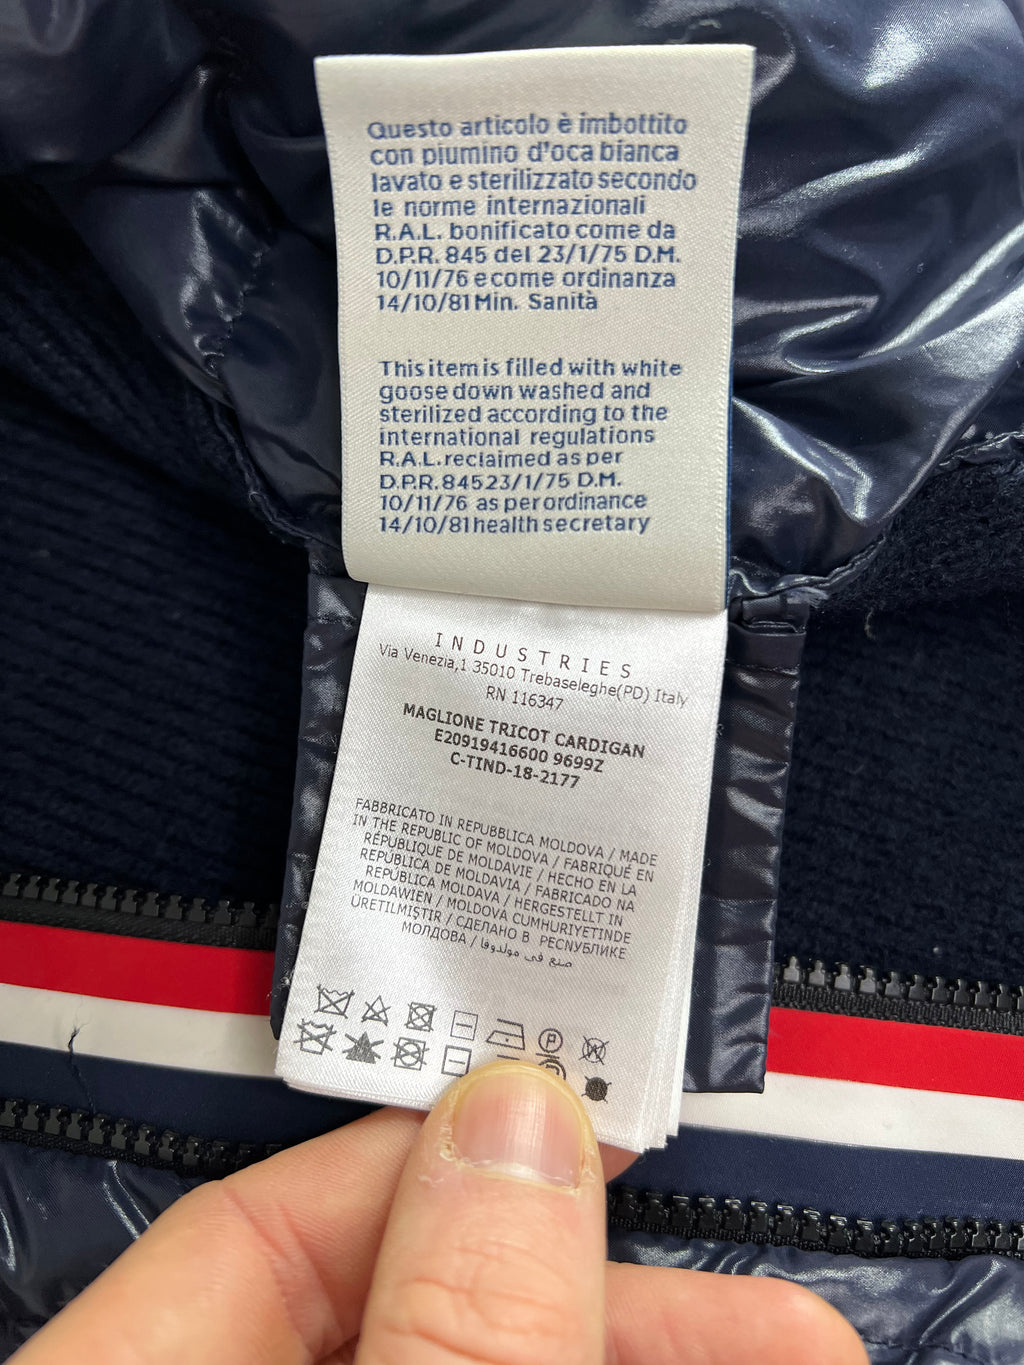 Questo articolo è imbottito
con piumino d'oca bianca
lavato e sterilizzato secondo
le norme internazionali
R.A.L. bonificato come da
D.P.R. 845 del 23/1/75 D.M.
10/11/76 e come ordinanza
14/10/81 Min. Sanità
This item is filled with white
goose down washed and
sterilized according to the
international regulations
R.A.L. reclaimed as per
D.P.R. 84523/1/75 D.M.
10/11/76 as per ordinance
14/10/81 health secretary
INDUSTRIES
Via Venezia,1 35010 Trebaseleghe(PD) Italy
RN 116347
MAGLIONE TRICOT CARDIGAN
E20919416600 9699Z
C-TIND-18-2177
FABBRICATO IN REPUBBLICA MOLDOVA / MADE
IN THE REPUBLIC OF MOLDOVA / FABRIQUÉ EN
RÉPUBLIQUE DE MOLDAVIE / HECHO EN LA
REPÚBLICA DE MOLDAVIA / FABRICADO NA
REPÚBLICA MOLDAVA / HERGESTELLT IN
MOLDAWIEN / MOLDOVA CUMHURIYETINDE
ÜRETILMIŞTIR / СДЕЛАНО В РЕСПУБЛИКЕ
МОЛДОВА / صنع في مولدوفا
P
W